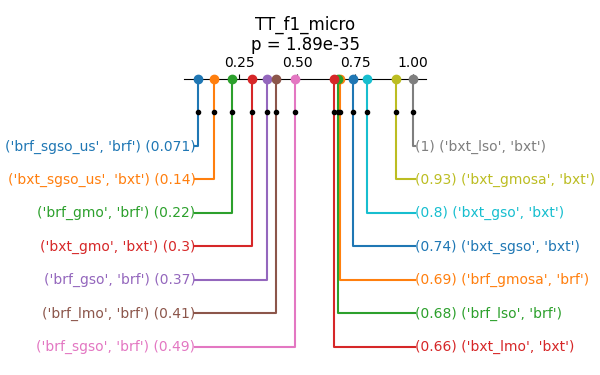 TT_f1_micro
p = 1.89e-35
0.25 0.50 0.75 1.00
('brf_sgso_us', 'brf') (0.071) (1) ('bxt_lso', 'bxt')
('bxt_sgso_us', 'bxt') (0.14) (0.93) ('bxt_gmosa', 'bxt')
('brf_gmo', 'brf') (0.22) (0.8) ('bxt_gso', 'bxt')
('bxt_gmo', 'bxt') (0.3) (0.74) ('bxt_sgso', 'bxt')
('brf_gso', 'brf') (0.37) (0.69) ('brf_gmosa', 'brf')
('brf_lmo', 'brf') (0.41) (0.68) ('brf_lso', 'brf')
('brf_sgso', 'brf') (0.49) (0.66) ('bxt_lmo', 'bxt')